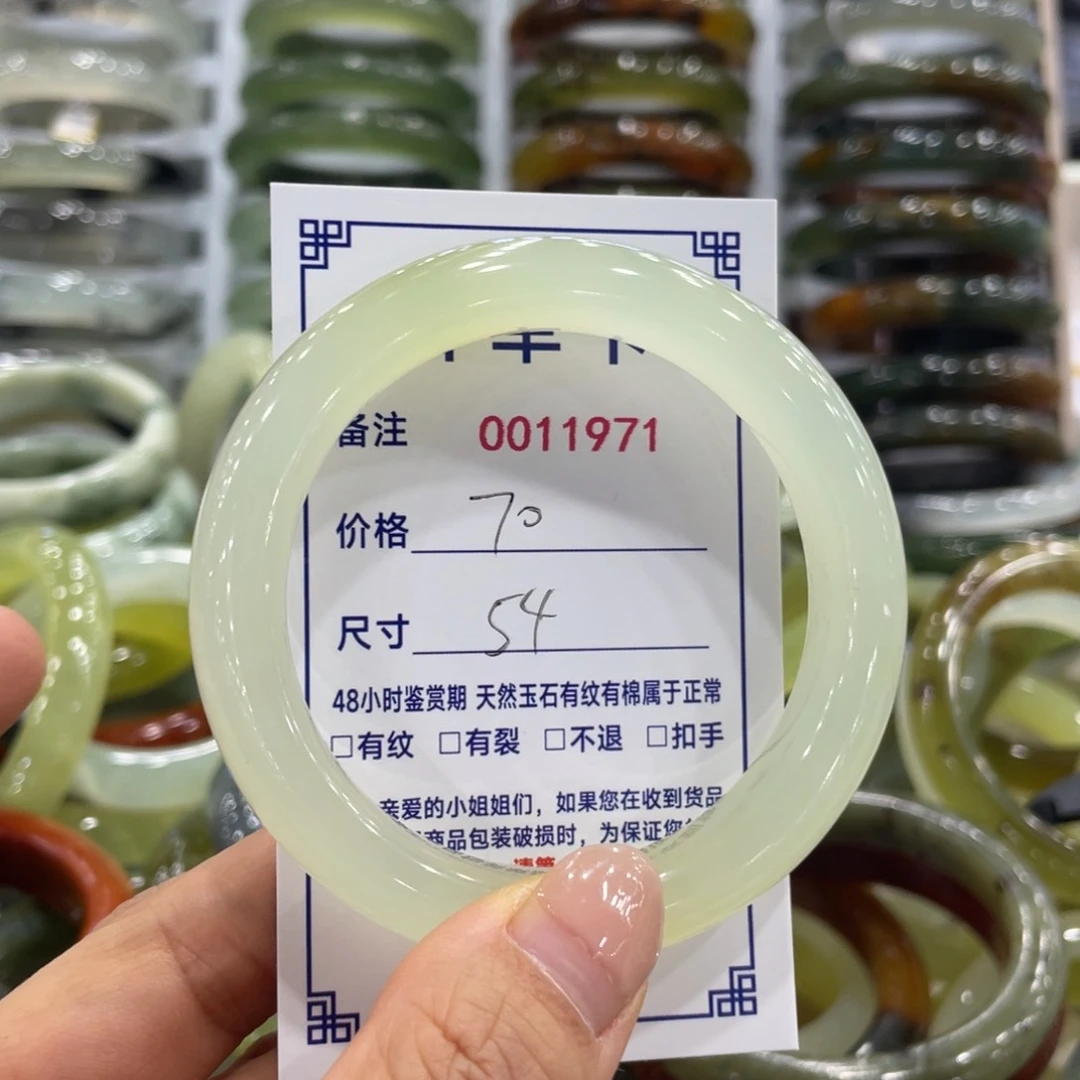 备注 0011971
价格 70
尺寸 54
48小时鉴赏期 天然玉石有纹有棉属于正常
□有纹 □有裂 □不退 □扣手
亲爱的小姐姐们，如果您在收到货品
商品包装破损时，为保证您